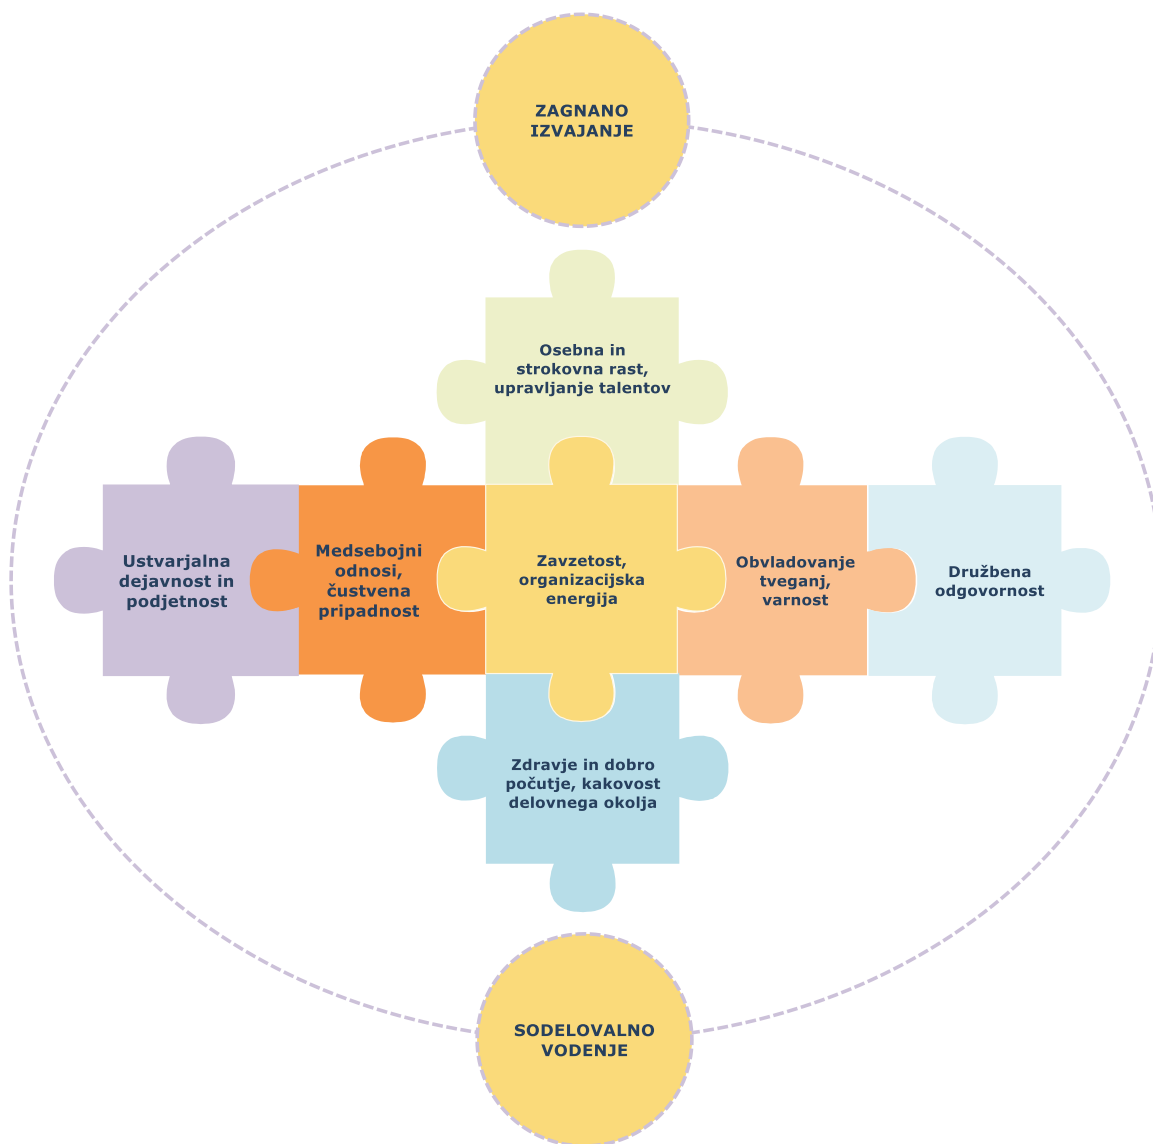 ZAGNANO
IZVAJANJE
Osebna in
strokovna rast,
upravljanje talentov
Ustvarjalna
dejavnost in
podjetnost
Medsebojni
odnosi,
čustvena
pripadnost
Zavzetost,
organizacijska
energija
Obvladovanje
tveganj,
varnost
Družbena
odgovornost
Zdravje in dobro
počutje, kakovost
delovnega okolja
SODELOVALNO
VODENJE